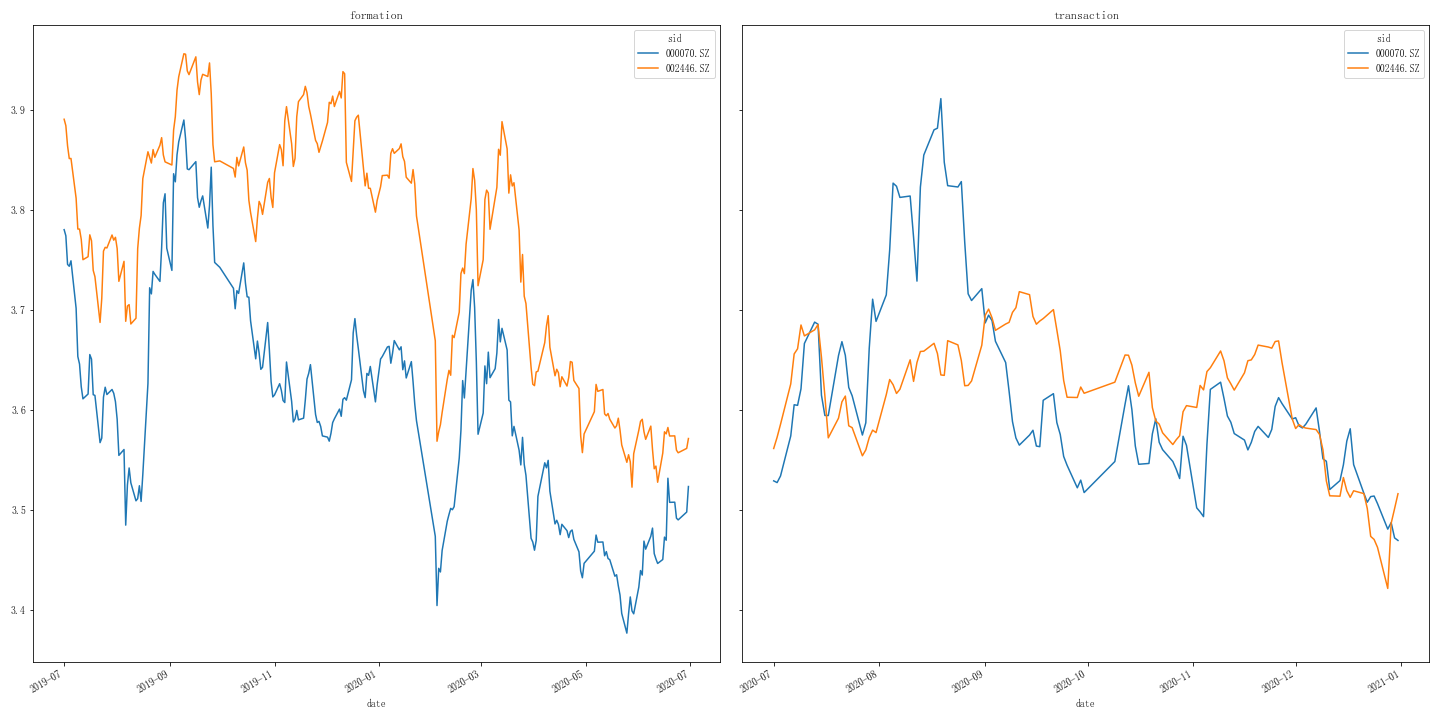 formation
sid
000070.SZ
002446.SZ
3.9
3.8
3.7
3.6
3.5
3.4
2019-07
2019-09
2019-11
2020-01
2020-03
2020-05
2020-07
date
transaction
sid
000070.SZ
002446.SZ
2020-07
2020-08
2020-09
2020-10
2020-11
2020-12
2021-01
date